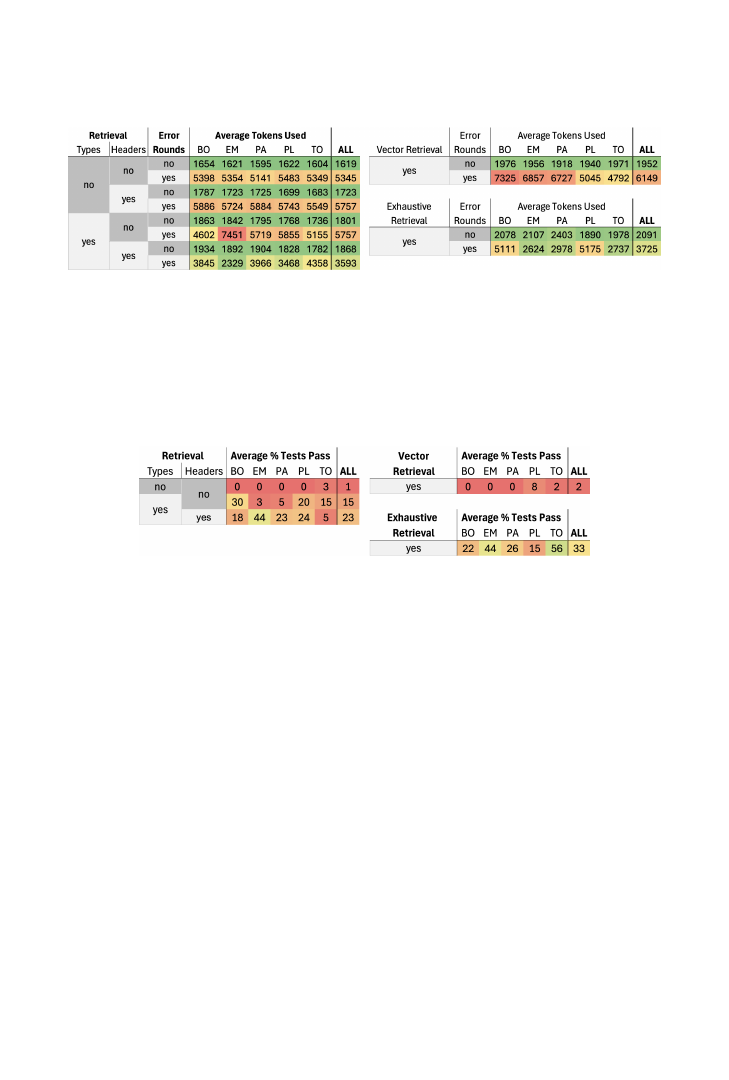 Retrieval Error Average Tokens Used
Types Headers Rounds BO EM PA PL TO ALL
no no no 1654 1621 1595 1622 1604 1619
yes 5398 5354 5141 5483 5349 5345
yes no 1787 1723 1725 1699 1683 1723
yes 5886 5724 5884 5743 5549 5757
yes no no 1863 1842 1795 1768 1736 1801
yes 4602 7451 5719 5855 5155 5757
yes no 1934 1892 1904 1828 1782 1868
yes 3845 2329 3966 3468 4358 3593
Error Average Tokens Used
Vector Retrieval Rounds BO EM PA PL TO ALL
yes no 1976 1956 1918 1940 1971 1952
yes 7325 6857 6727 5045 4792 6149
Exhaustive Error Average Tokens Used
Retrieval Rounds BO EM PA PL TO ALL
yes no 2078 2107 2403 1890 1978 2091
yes 5111 2624 2978 5175 2737 3725
Retrieval Average % Tests Pass
Types Headers BO EM PA PL TO ALL
no no 0 0 0 0 3 1
yes 30 3 5 20 15 15
yes 18 44 23 24 5 23
Vector Average % Tests Pass
Retrieval BO EM PA PL TO ALL
yes 0 0 0 8 2 2
Exhaustive Average % Tests Pass
Retrieval BO EM PA PL TO ALL
yes 22 44 26 15 56 33